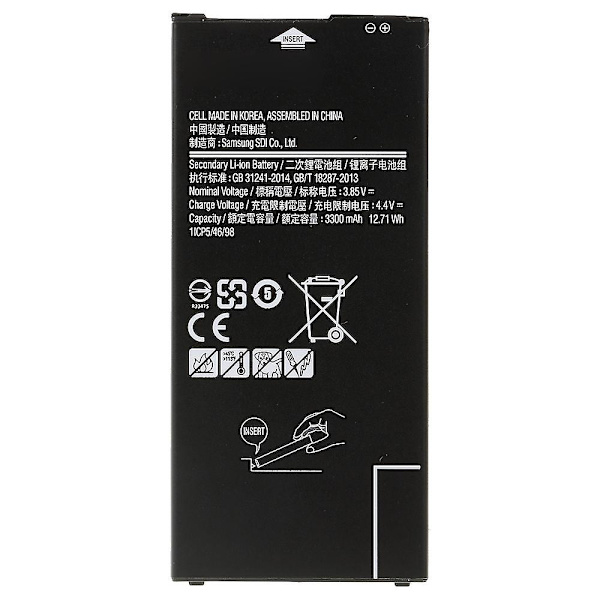 INSERT
CELL MADE IN KOREA, ASSEMBLED IN CHINA
中國製造 / 中国制造
制造商 : Samsung SDI Co., Ltd.
Secondary Li-ion Battery / 二次鋰電池組 / 锂离子电池组
执行标准: GB 31241-2014, GB/T 18287-2013
Nominal Voltage / 標稱電壓 / 标称电压 : 3.85V ⎓
Charge Voltage / 充電限制電壓 / 充电限制电压 : 4.4V ⎓
Capacity / 額定電容量 / 额定容量 : 3300 mAh 12.71 Wh
1ICP5/46/98
5
R33475
CE
INSERT